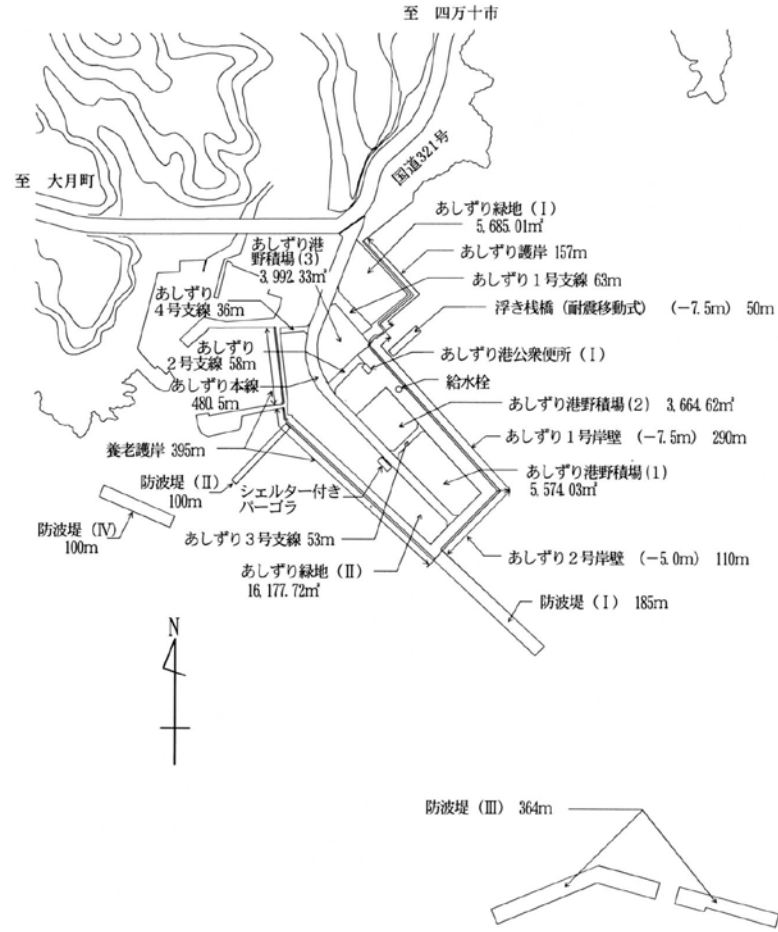 至 四万十市
国道321号
至 大月町
あしずり緑地（Ⅰ）
5,685.01㎡
あしずり港
野積場(3)
3,992.33㎡
あしずり護岸 157m
あしずり１号支線 63m
あしずり
４号支線 36m
浮き桟橋（耐震移動式） （−7.5m） 50m
あしずり
２号支線 58m
あしずり港公衆便所（Ⅰ）
あしずり本線
480.5m
給水栓
あしずり港野積場(2) 3,664.62㎡
養老護岸 395m
あしずり１号岸壁 （−7.5m） 290m
防波堤（Ⅱ）
100m
シェルター付き
パーゴラ
あしずり港野積場(1)
5,574.03㎡
防波堤（Ⅳ）
100m
あしずり３号支線 53m
あしずり２号岸壁 （−5.0m） 110m
あしずり緑地（Ⅱ）
16,177.72㎡
防波堤（Ⅰ） 185m
N
防波堤（Ⅲ） 364m